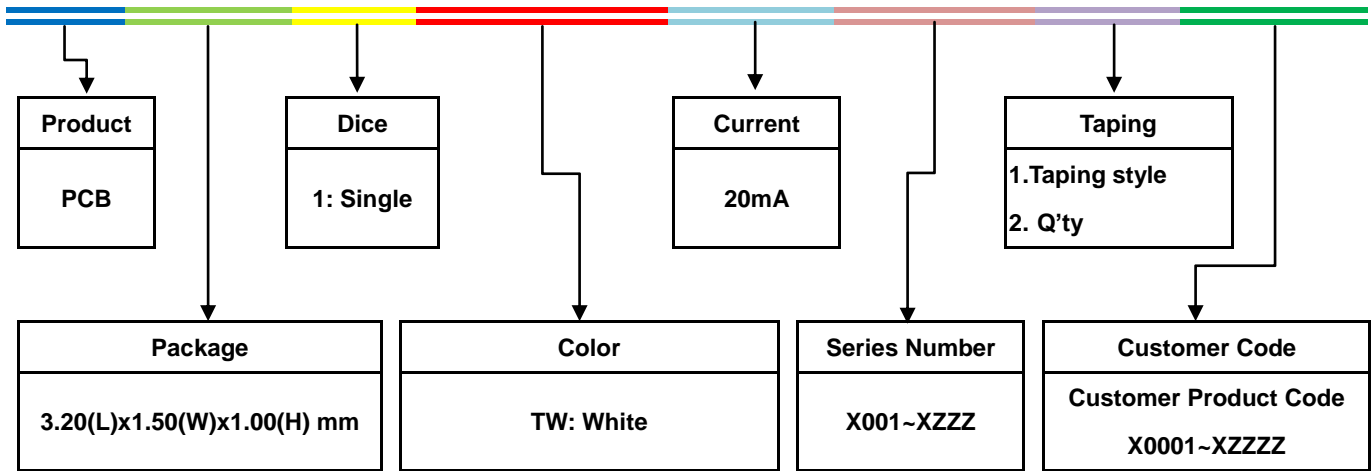 Product
PCB
Dice
1: Single
Current
20mA
Taping
1.Taping style
2. Q’ty
Package
3.20(L)x1.50(W)x1.00(H) mm
Color
TW: White
Series Number
X001~XZZZ
Customer Code
Customer Product Code
X0001~XZZZZ